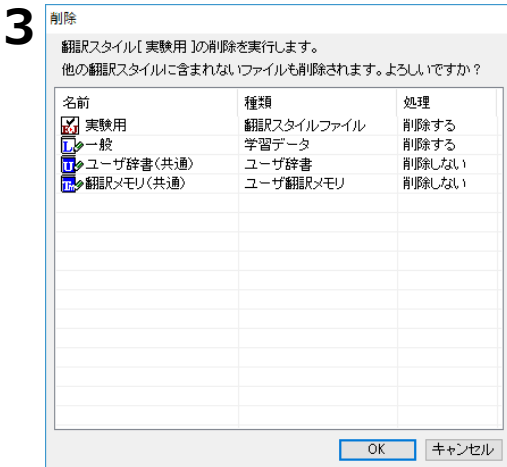 3
削除
翻訳スタイル[ 実験用 ]の削除を実行します。
他の翻訳スタイルに含まれないファイルも削除されます。よろしいですか？
名前 種類 処理
実験用 翻訳スタイルファイル 削除する
一般 学習データ 削除する
ユーザ辞書(共通) ユーザ辞書 削除しない
翻訳メモリ(共通) ユーザ翻訳メモリ 削除しない
OK キャンセル